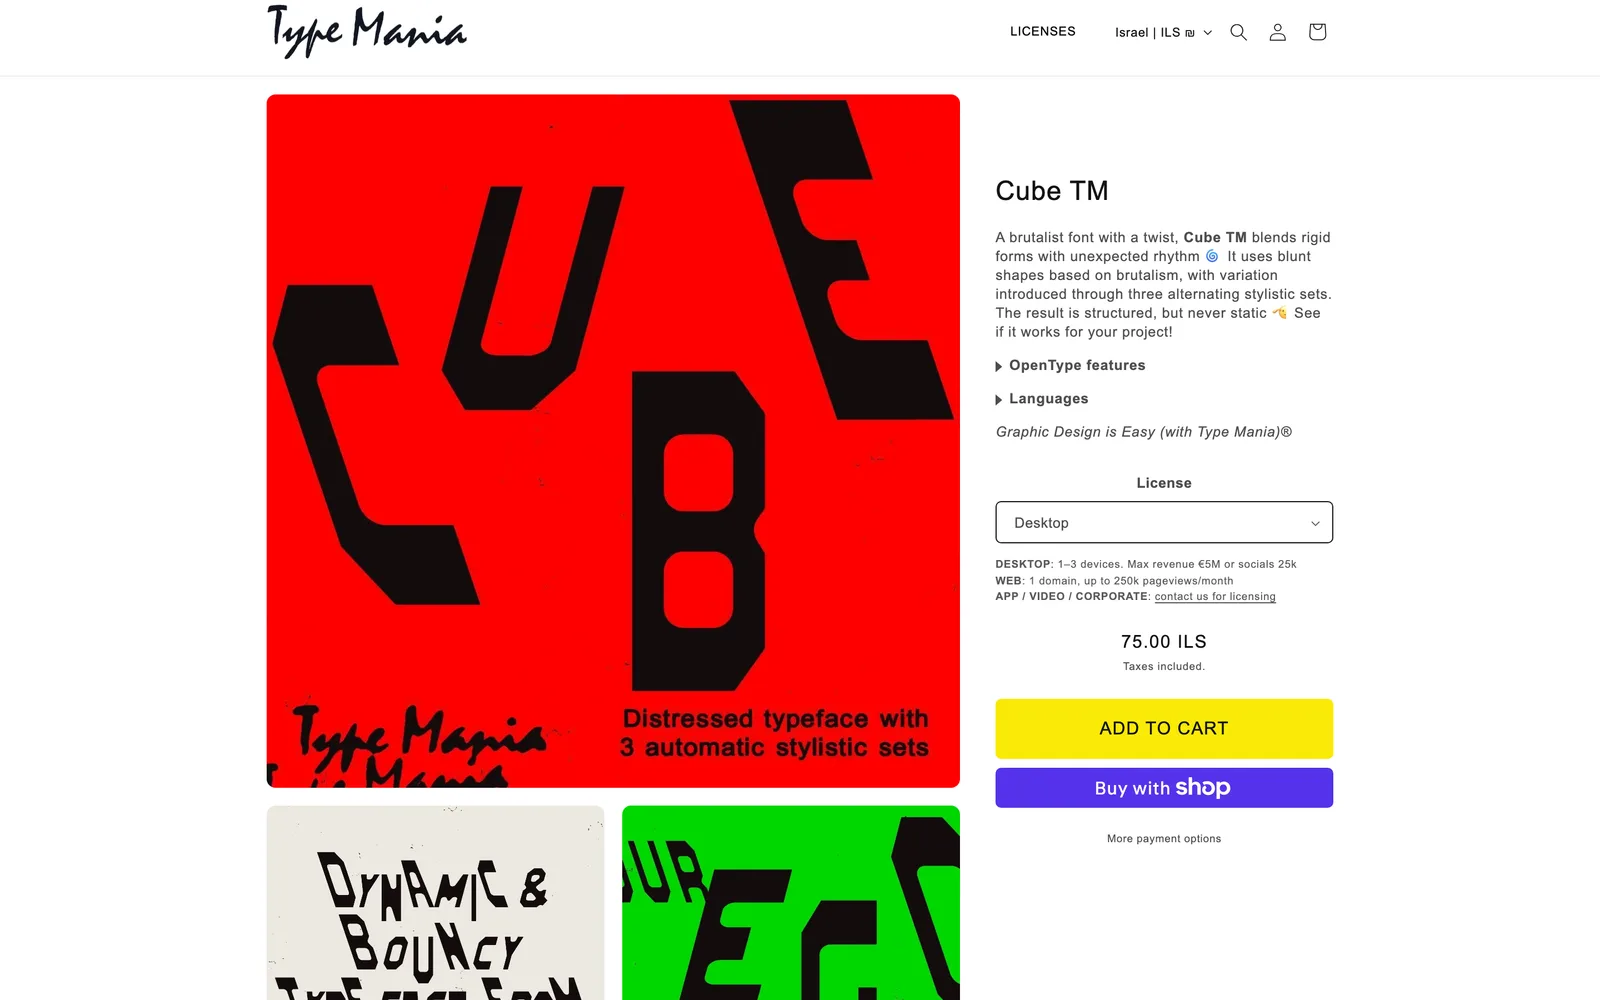 Type Mania
LICENSES
Israel | ILS ₪
CUBE
Type Mania
Type Mania
Distressed typeface with
3 automatic stylistic sets
Cube TM
A brutalist font with a twist, Cube TM blends rigid
forms with unexpected rhythm 🌀 It uses blunt
shapes based on brutalism, with variation
introduced through three alternating stylistic sets.
The result is structured, but never static 🫡 See
if it works for your project!
OpenType features
Languages
Graphic Design is Easy (with Type Mania)®
License
Desktop
DESKTOP: 1–3 devices. Max revenue €5M or socials 25k
WEB: 1 domain, up to 250k pageviews/month
APP / VIDEO / CORPORATE: contact us for licensing
75.00 ILS
Taxes included.
ADD TO CART
Buy with shop
More payment options
DYNAMIC &
BOUNCY
TYPE FACE FROM